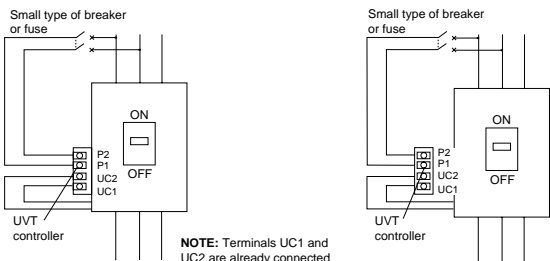 Small type of breaker
or fuse
ON
OFF
P2
P1
UC2
UC1
UVT
controller
NOTE: Terminals UC1 and
UC2 are already connected
Small type of breaker
or fuse
ON
OFF
P2
P1
UC2
UC1
UVT
controller